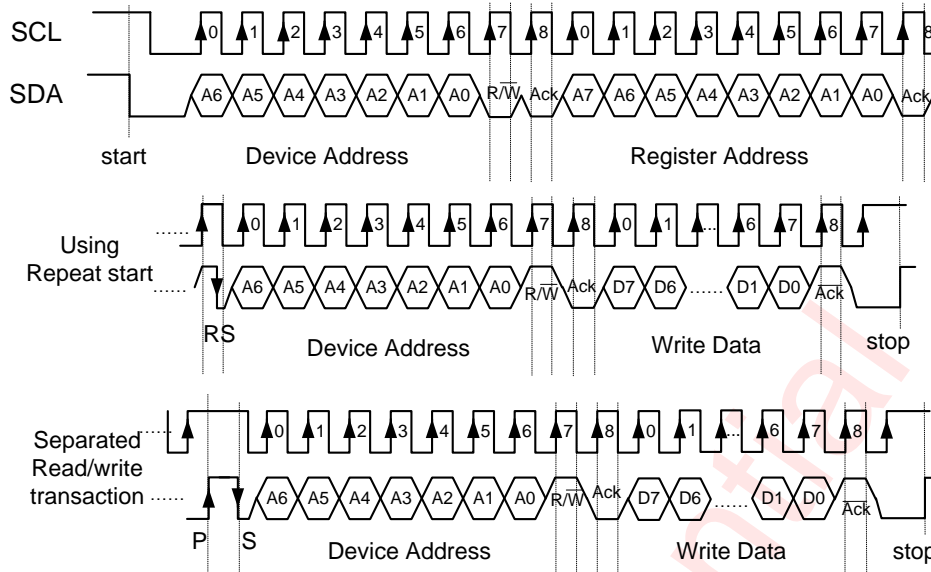 SCL 0 1 2 3 4 5 6 7 8 0 1 2 3 4 5 6 7 8
SDA A6 A5 A4 A3 A2 A1 A0 R/W̅ Ack A7 A6 A5 A4 A3 A2 A1 A0 Ack
start Device Address Register Address
...... 0 1 2 3 4 5 6 7 8 0 1 ... 6 7 8
Using
Repeat start
...... A6 A5 A4 A3 A2 A1 A0 R/W̅ Ack D7 D6 ...... D1 D0 A̅c̅k̅
RS Device Address Write Data stop
...... 0 1 2 3 4 5 6 7 8 0 1 ... 6 7 8
Separated
Read/write
transaction
...... A6 A5 A4 A3 A2 A1 A0 R/W̅ Ack D7 D6 ...... D1 D0 A̅c̅k̅
P S Device Address Write Data stop